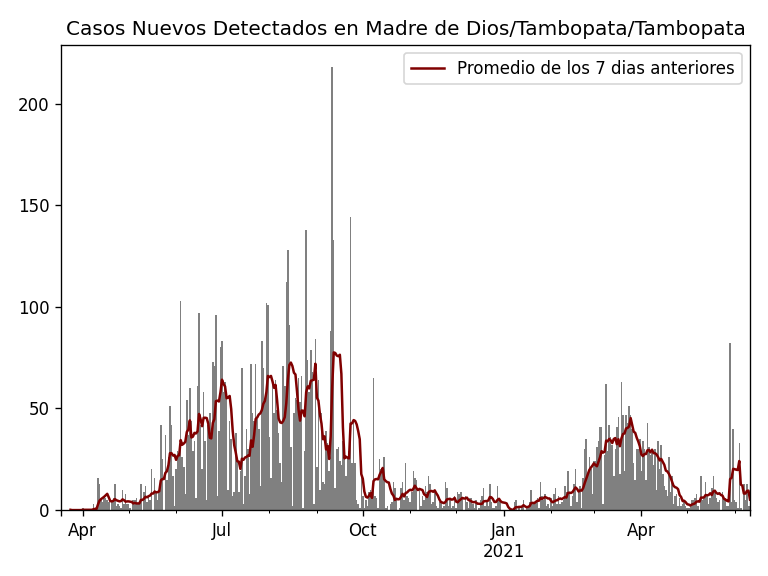 Casos Nuevos Detectados en Madre de Dios/Tambopata/Tambopata
Promedio de los 7 dias anteriores
200
150
100
50
0
Apr
Jul
Oct
Jan
2021
Apr